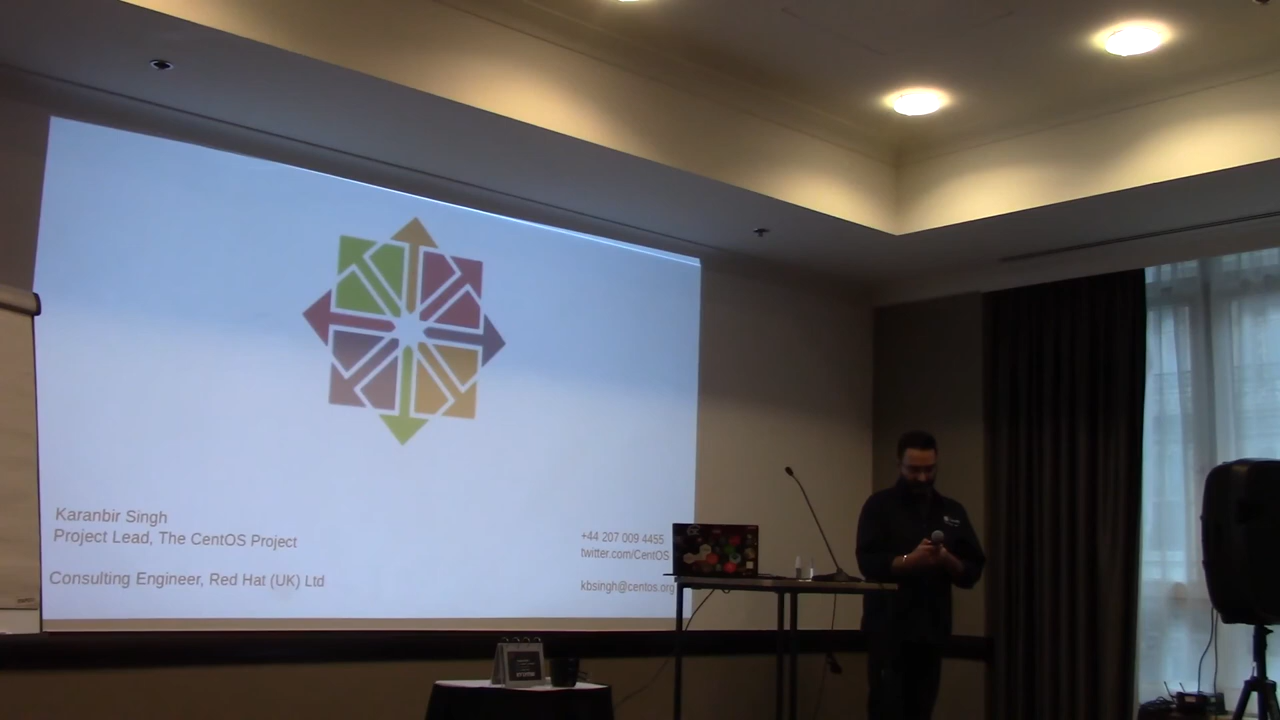 Karanbir Singh
Project Lead, The CentOS Project
Consulting Engineer, Red Hat (UK) Ltd
+44 207 009 4455
twitter.com/CentOS
kbsingh@centos.org